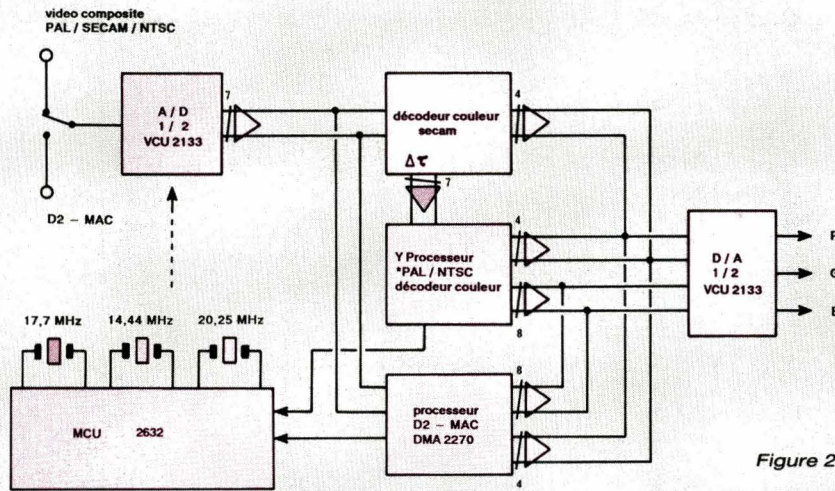 video composite
PAL / SECAM / NTSC
A / D
1 / 2
VCU 2133
7
D2 – MAC
décodeur couleur
secam
4
Δτ
7
Y Processeur
*PAL / NTSC
décodeur couleur
4
8
D / A
1 / 2
VCU 2133
R
G
B
17,7 MHz
14,44 MHz
20,25 MHz
MCU 2632
processeur
D2 – MAC
DMA 2270
8
4
Figure 2